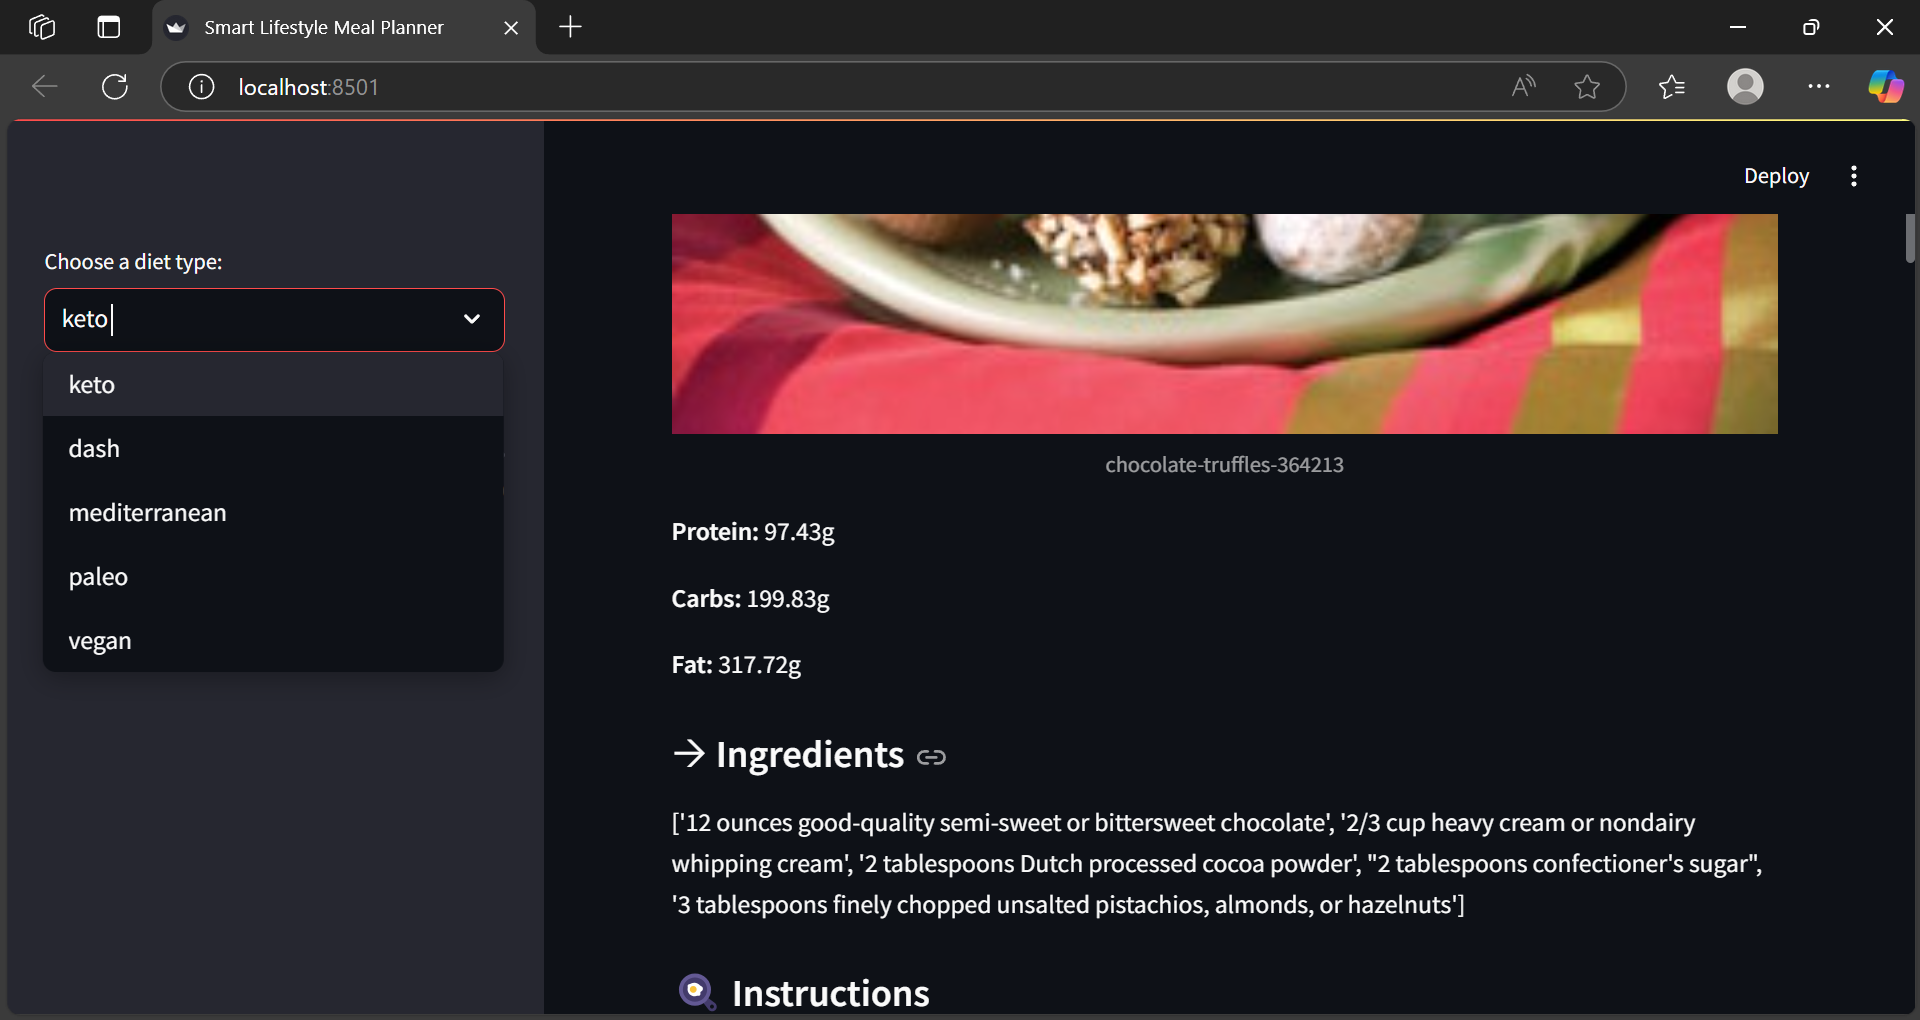 Smart Lifestyle Meal Planner
localhost:8501
Deploy
Choose a diet type:
keto
keto
dash
mediterranean
paleo
vegan
chocolate-truffles-364213
Protein: 97.43g
Carbs: 199.83g
Fat: 317.72g
→ Ingredients
['12 ounces good-quality semi-sweet or bittersweet chocolate', '2/3 cup heavy cream or nondairy
whipping cream', '2 tablespoons Dutch processed cocoa powder', "2 tablespoons confectioner's sugar",
'3 tablespoons finely chopped unsalted pistachios, almonds, or hazelnuts']
Instructions